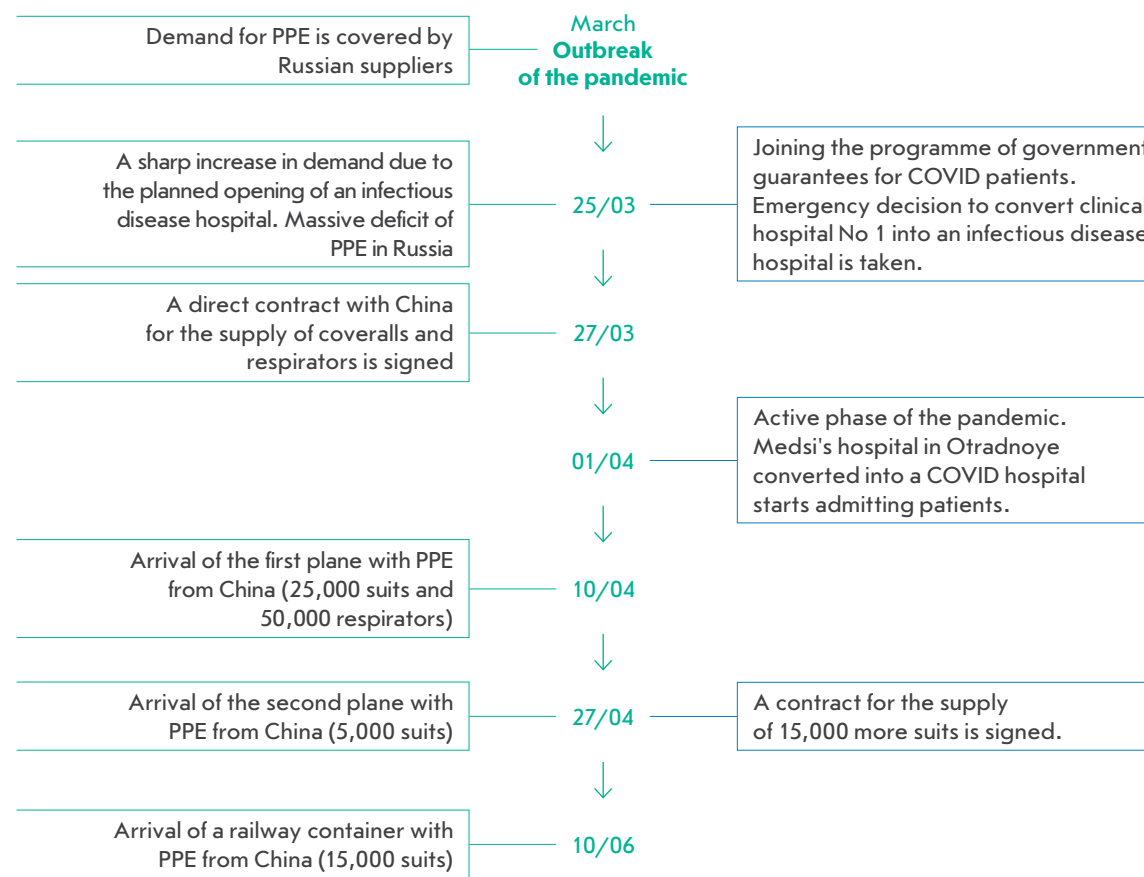 Demand for PPE is covered by
Russian suppliers
March
Outbreak
of the pandemic
A sharp increase in demand due to
the planned opening of an infectious
disease hospital. Massive deficit of
PPE in Russia
25/03
Joining the programme of government
guarantees for COVID patients.
Emergency decision to convert clinical
hospital No 1 into an infectious disease
hospital is taken.
A direct contract with China
for the supply of coveralls and
respirators is signed
27/03
01/04
Active phase of the pandemic.
Medsi's hospital in Otradnoye
converted into a COVID hospital
starts admitting patients.
Arrival of the first plane with PPE
from China (25,000 suits and
50,000 respirators)
10/04
Arrival of the second plane with
PPE from China (5,000 suits)
27/04
A contract for the supply
of 15,000 more suits is signed.
Arrival of a railway container with
PPE from China (15,000 suits)
10/06